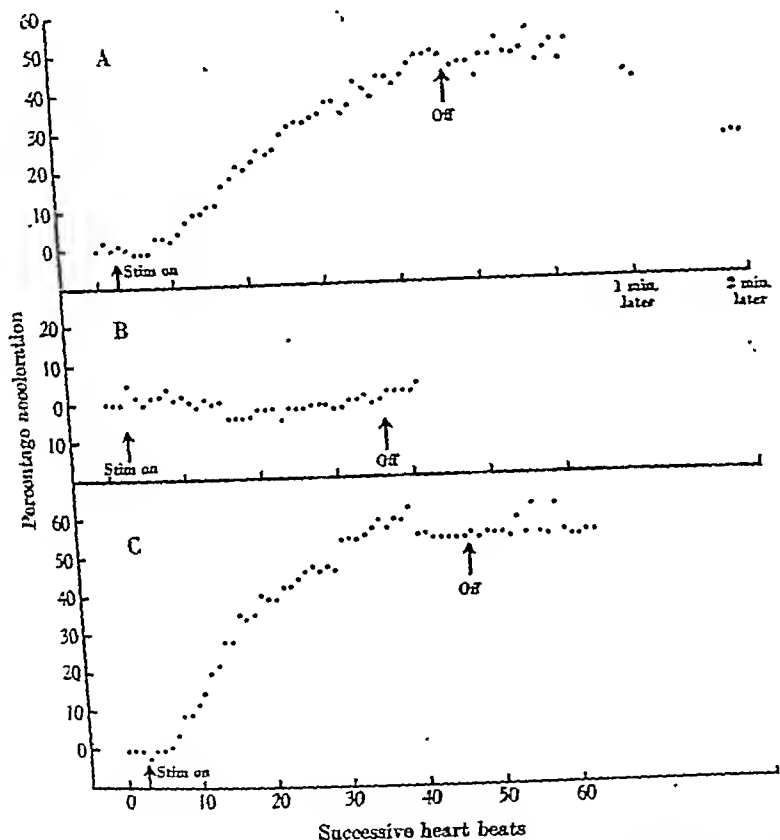 60
50
40
30
20
10
0
A
Off
Stim on
1 min.
later
2 min.
later
Percentage acceleration
20
10
0
10
B
Stim on
Off
60
50
40
30
20
10
0
C
Off
Stim on
0 10 20 30 40 50 60
Successive heart beats